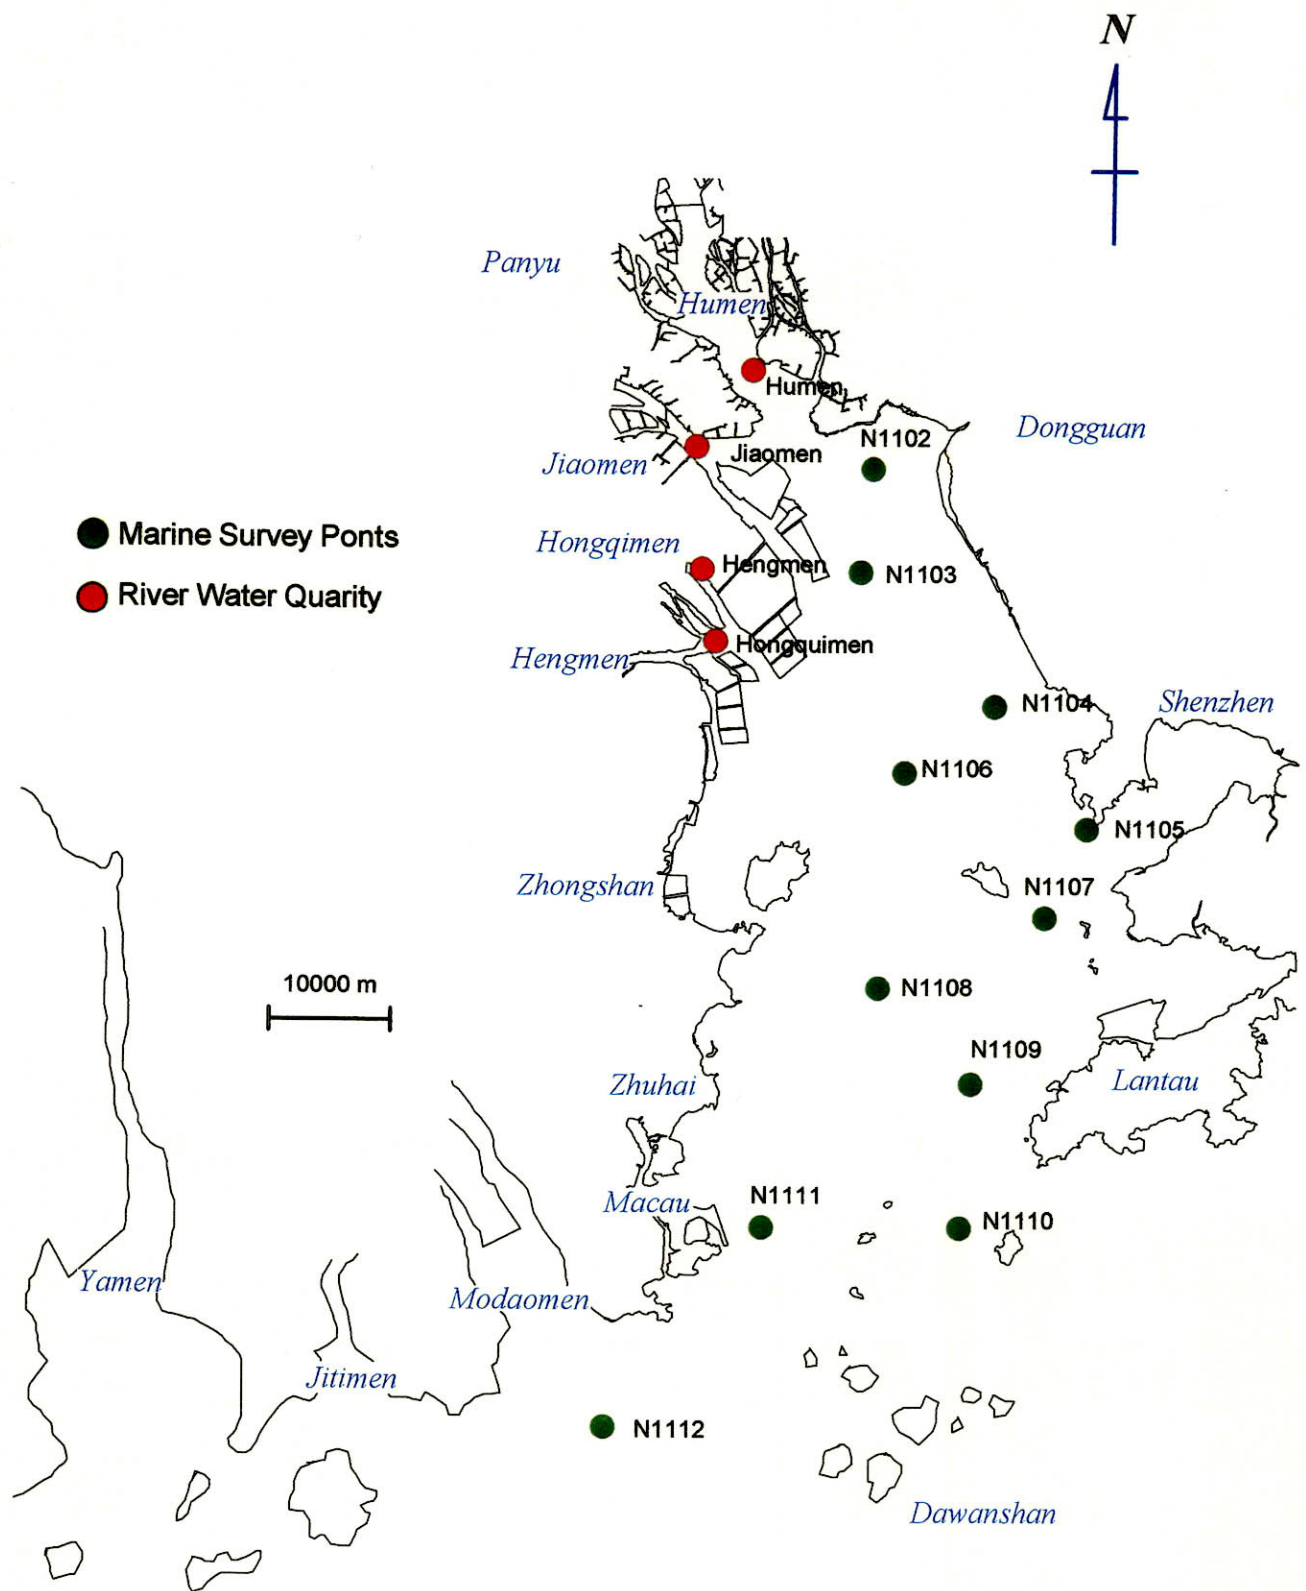 N
Panyu
Humen
Humen
Dongguan
N1102
Jiaomen
Jiaomen
Marine Survey Ponts
Hongqimen
Hengmen
N1103
River Water Quarity
Hongquimen
Hengmen
N1104
Shenzhen
N1106
N1105
Zhongshan
N1107
10000 m
N1108
N1109
Zhuhai
Lantau
Macau
N1111
N1110
Yamen
Modaomen
Jitimen
N1112
Dawanshan